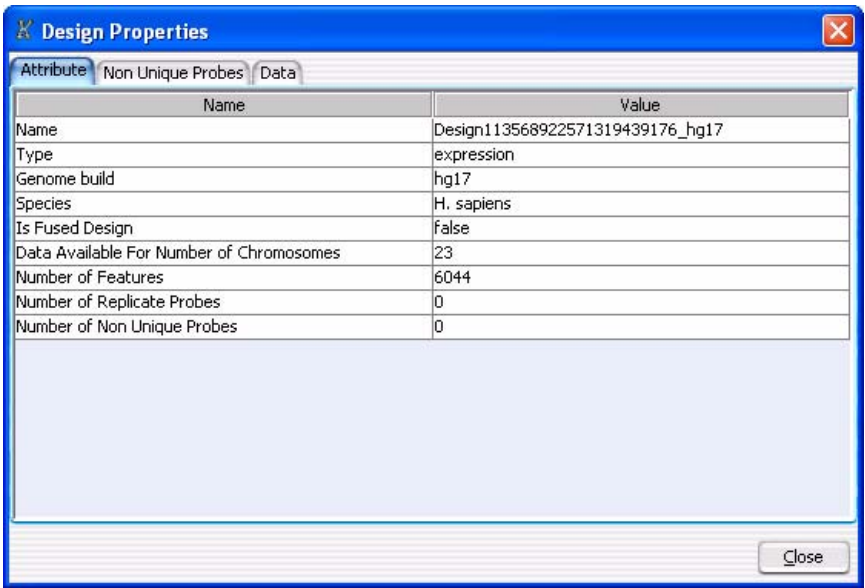 Design Properties
Attribute Non Unique Probes Data
Name Value
Name Design113568922571319439176_hg17
Type expression
Genome build hg17
Species H. sapiens
Is Fused Design false
Data Available For Number of Chromosomes 23
Number of Features 6044
Number of Replicate Probes 0
Number of Non Unique Probes 0
Close